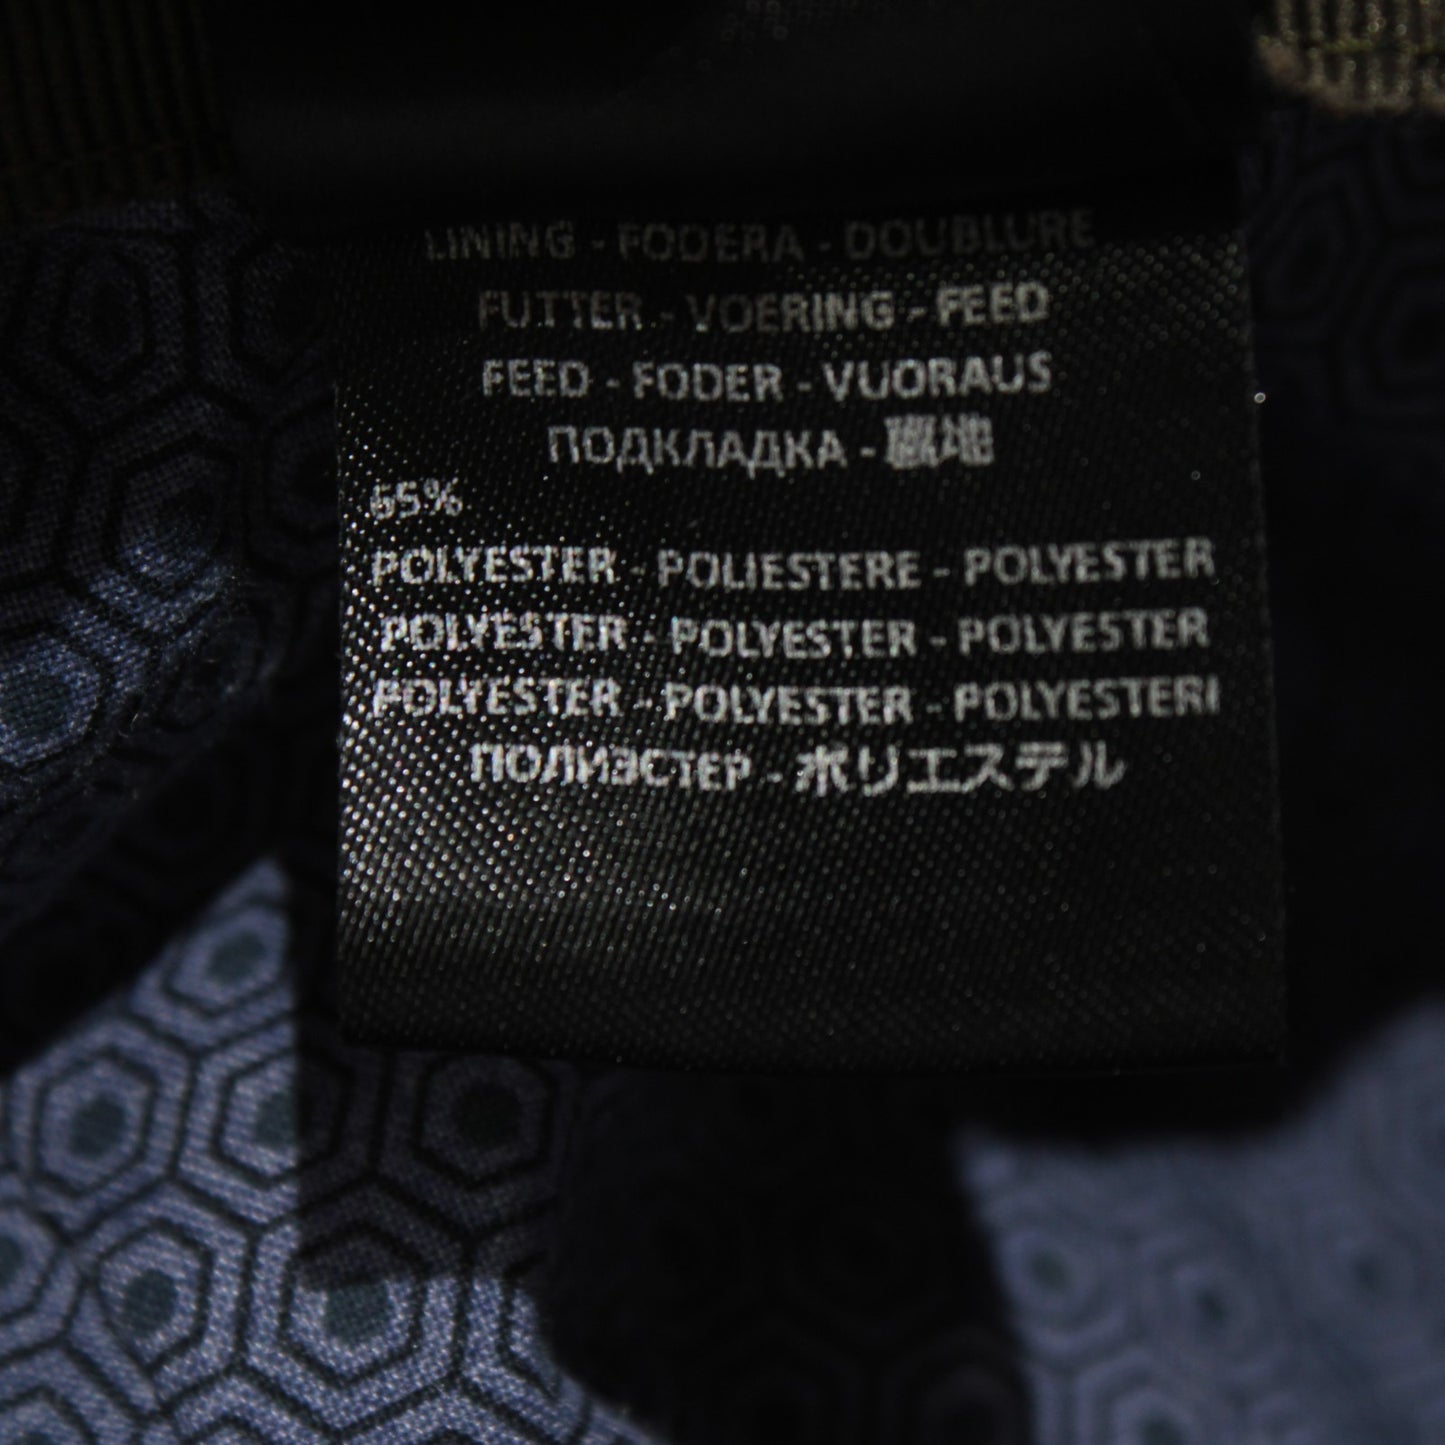 LINING - FODERA - DOUBLURE
FUTTER - VOERING - FEED
FEED - FODER - VUORAUS
ПОДКЛАДКА -
65%
POLYESTER - POLIESTERE - POLYESTER
POLYESTER - POLYESTER - POLYESTER
POLYESTER - POLYESTER - POLYESTERI
ПОЛИЭСТЕР - ポリエステル